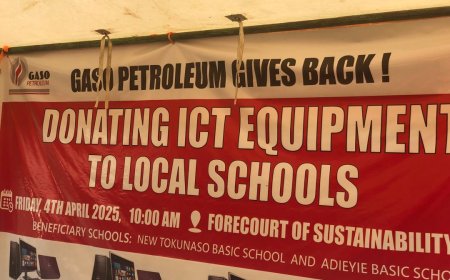 GASO
PETROLEUM
GASO PETROLEUM GIVES BACK !
DONATING ICT EQUIPMENT
TO LOCAL SCHOOLS
FRIDAY, 4TH APRIL 2025, 10:00 AM FORECOURT OF SUSTAINABILITY
BENEFICIARY SCHOOLS: NEW TOKUNASO BASIC SCHOOL AND ADIEYIE BASIC SCHO